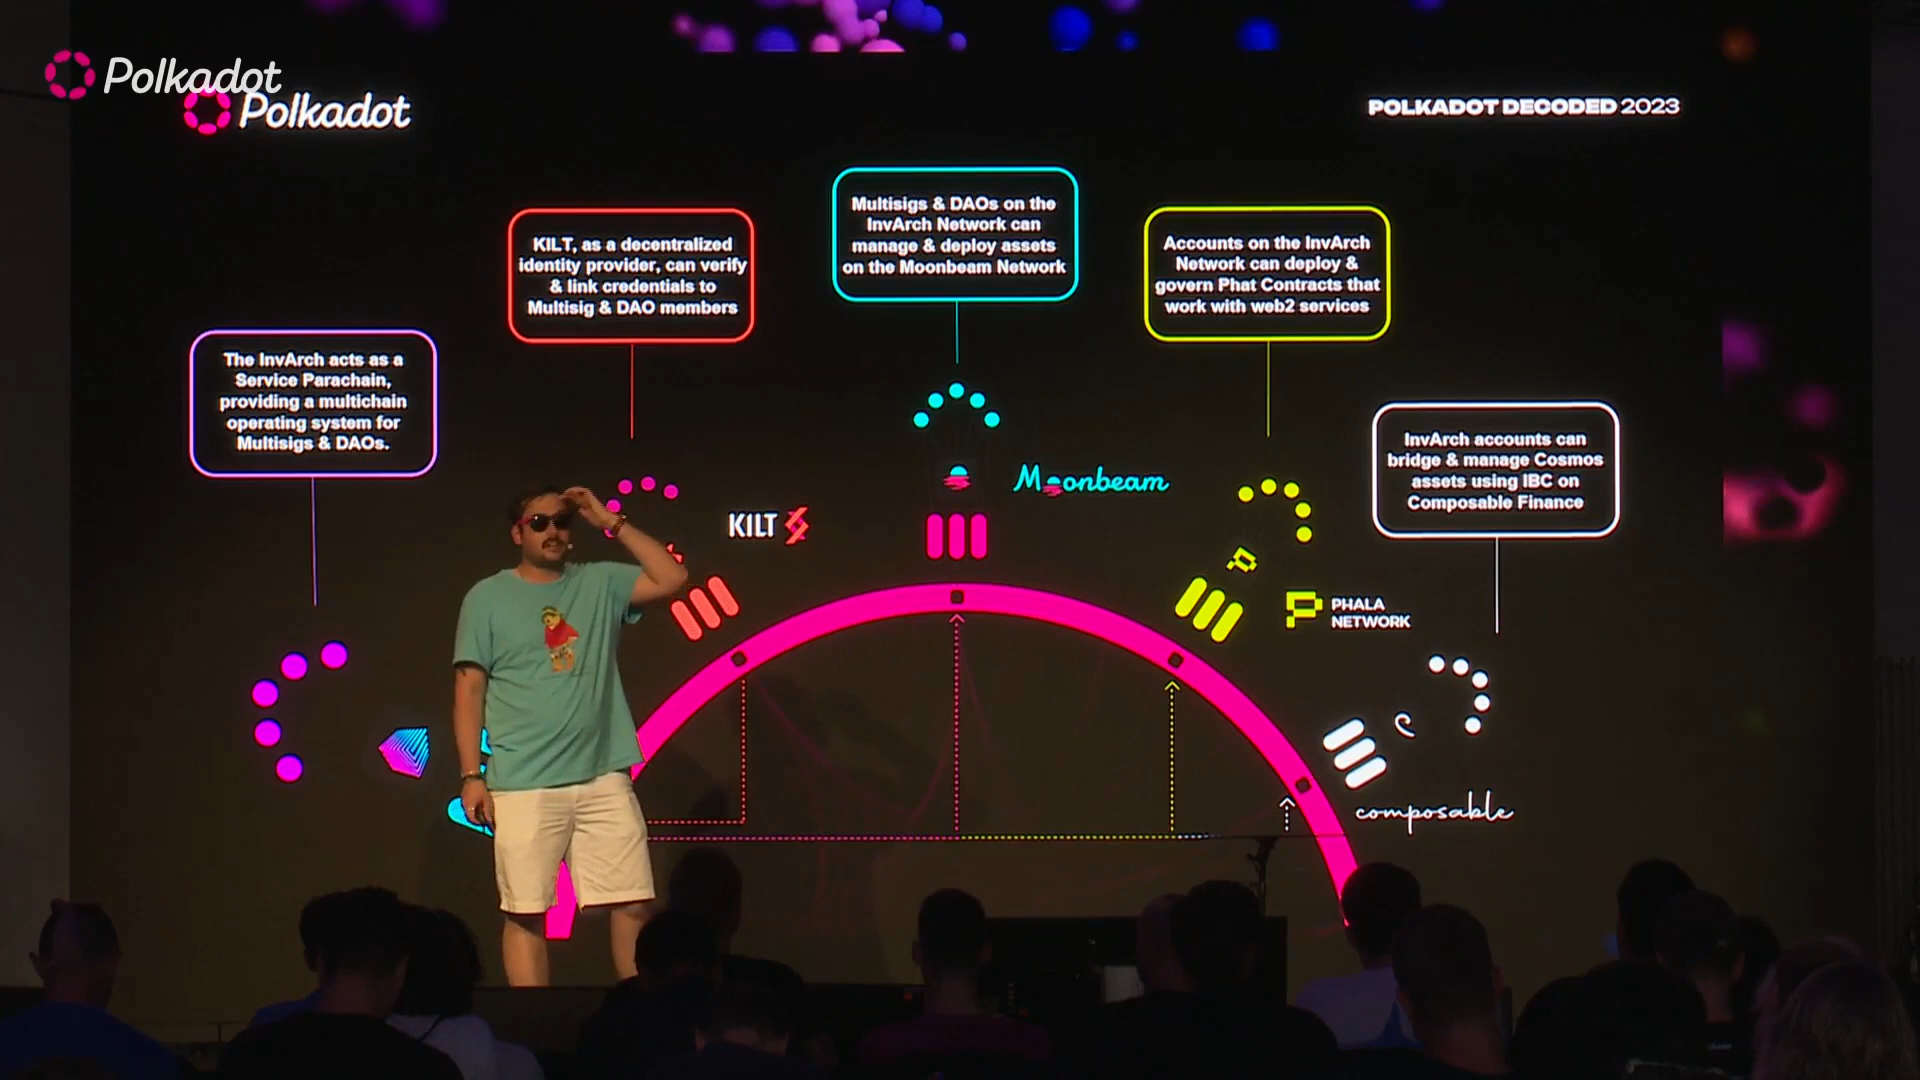 Polkadot
Polkadot
POLKADOT DECODED 2023
The InvArch acts as a
Service Parachain,
providing a multichain
operating system for
Multisigs & DAOs.
KILT, as a decentralized
identity provider, can verify
& link credentials to
Multisig & DAO members
Multisigs & DAOs on the
InvArch Network can
manage & deploy assets
on the Moonbeam Network
Accounts on the InvArch
Network can deploy &
govern Phat Contracts that
work with web2 services
InvArch accounts can
bridge & manage Cosmos
assets using IBC on
Composable Finance
KILT
Moonbeam
PHALA
NETWORK
composable